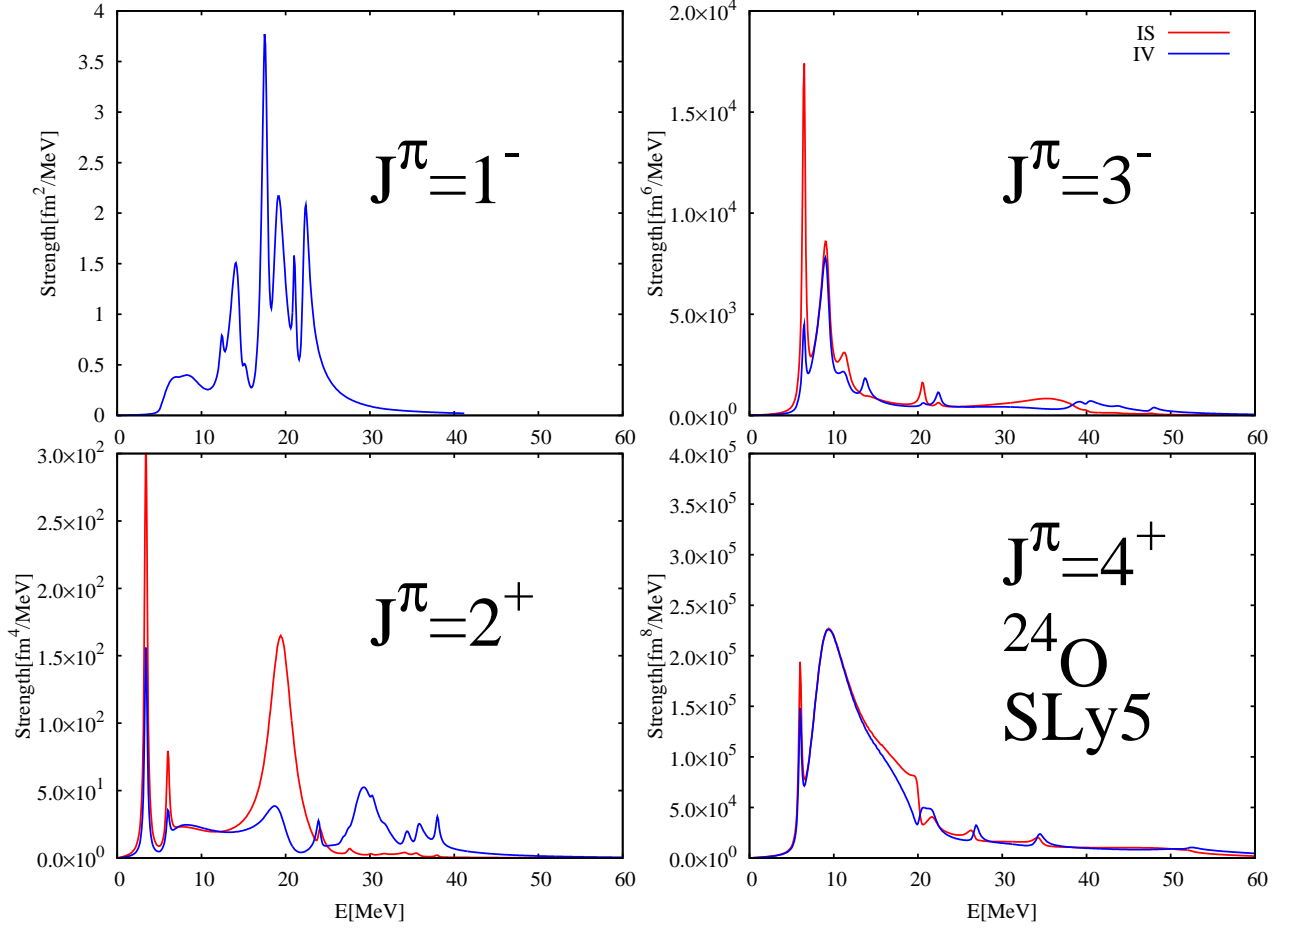 4
3.5
3
2.5
2
1.5
1
0.5
0
Strength[fm²/MeV]
J^π=1⁻
0 10 20 30 40 50 60
2.0×10⁴
1.5×10⁴
1.0×10⁴
5.0×10³
0.0×10⁰
Strength[fm⁶/MeV]
IS
IV
J^π=3⁻
0 10 20 30 40 50 60
3.0×10²
2.5×10²
2.0×10²
1.5×10²
1.0×10²
5.0×10¹
0.0×10⁰
Strength[fm⁴/MeV]
J^π=2⁺
0 10 20 30 40 50 60
E[MeV]
4.0×10⁵
3.5×10⁵
3.0×10⁵
2.5×10⁵
2.0×10⁵
1.5×10⁵
1.0×10⁵
5.0×10⁴
0.0×10⁰
Strength[fm⁸/MeV]
J^π=4⁺
²⁴O
SLy5
0 10 20 30 40 50 60
E[MeV]